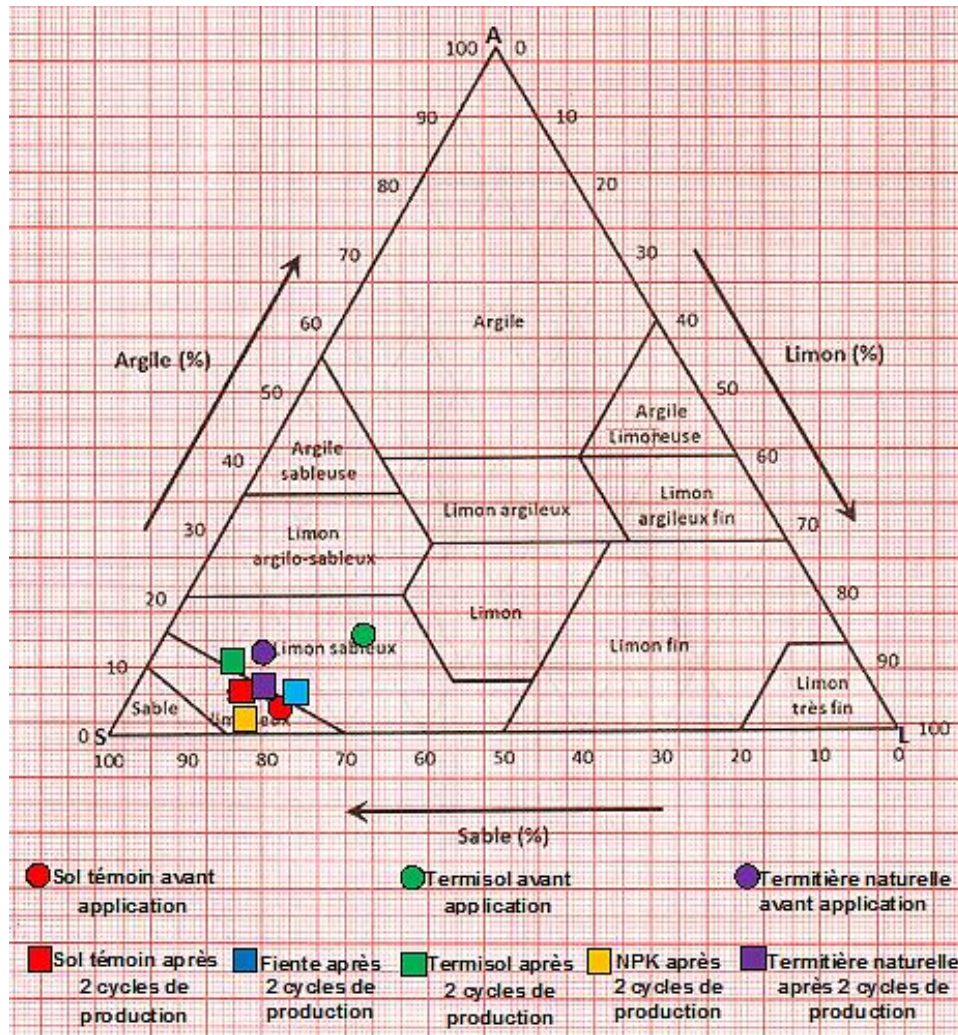 A
100 0
90 10
80 20
70 30
60 Argile 40
Argile (%) Limon (%)
50 50
Argile
Limoneuse
Argile
sableuse
40 60
Limon argileux
Limon
argileux fin
30 70
Limon
argilo-sableux
20 80
Limon
Limon sableux
Limon fin
10 90
Sable
Limon
très fin
0 S L 100
100 90 80 70 60 50 40 30 20 10 0
Sable (%)
Sol témoin avant
application
Termisol avant
application
Termitière naturelle
avant application
Sol témoin après
2 cycles de
production
Fiente après
2 cycles de
production
Termisol après
2 cycles de
production
NPK après
2 cycles de
production
Termitière naturelle
après 2 cycles de
production